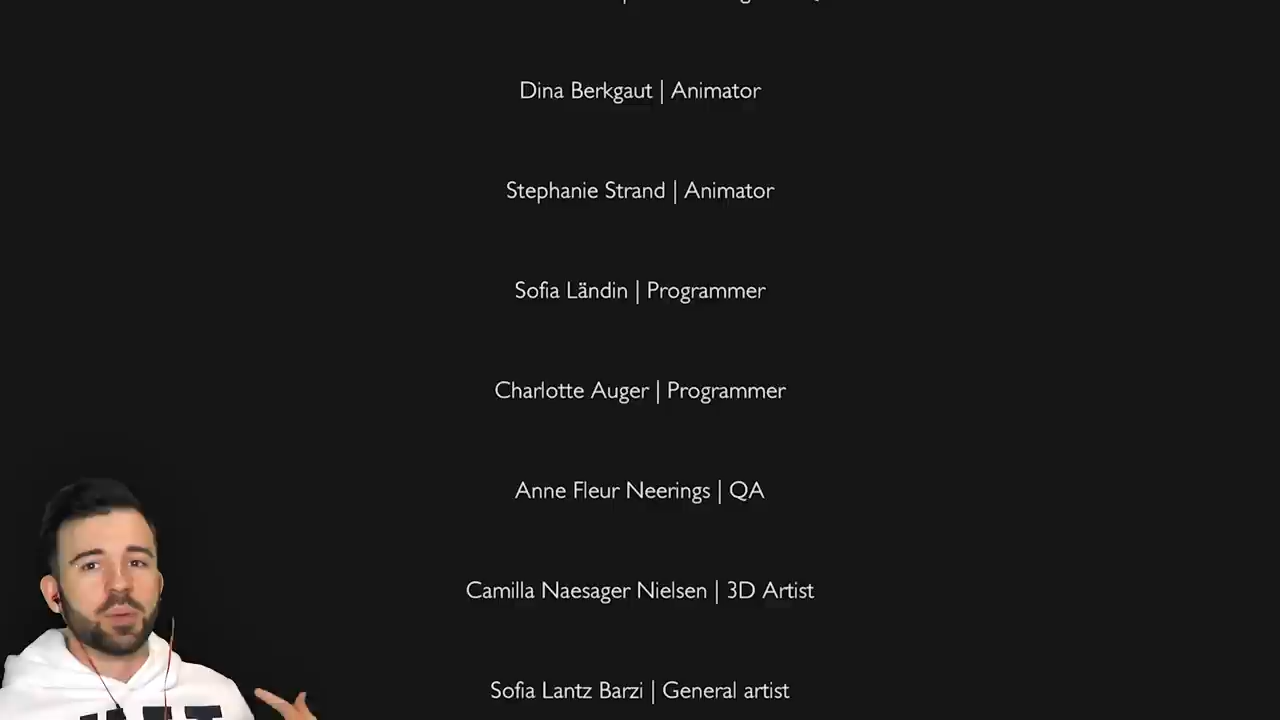 Dina Berkgaut | Animator
Stephanie Strand | Animator
Sofia Ländin | Programmer
Charlotte Auger | Programmer
Anne Fleur Neerings | QA
Camilla Naesager Nielsen | 3D Artist
Sofia Lantz Barzi | General artist